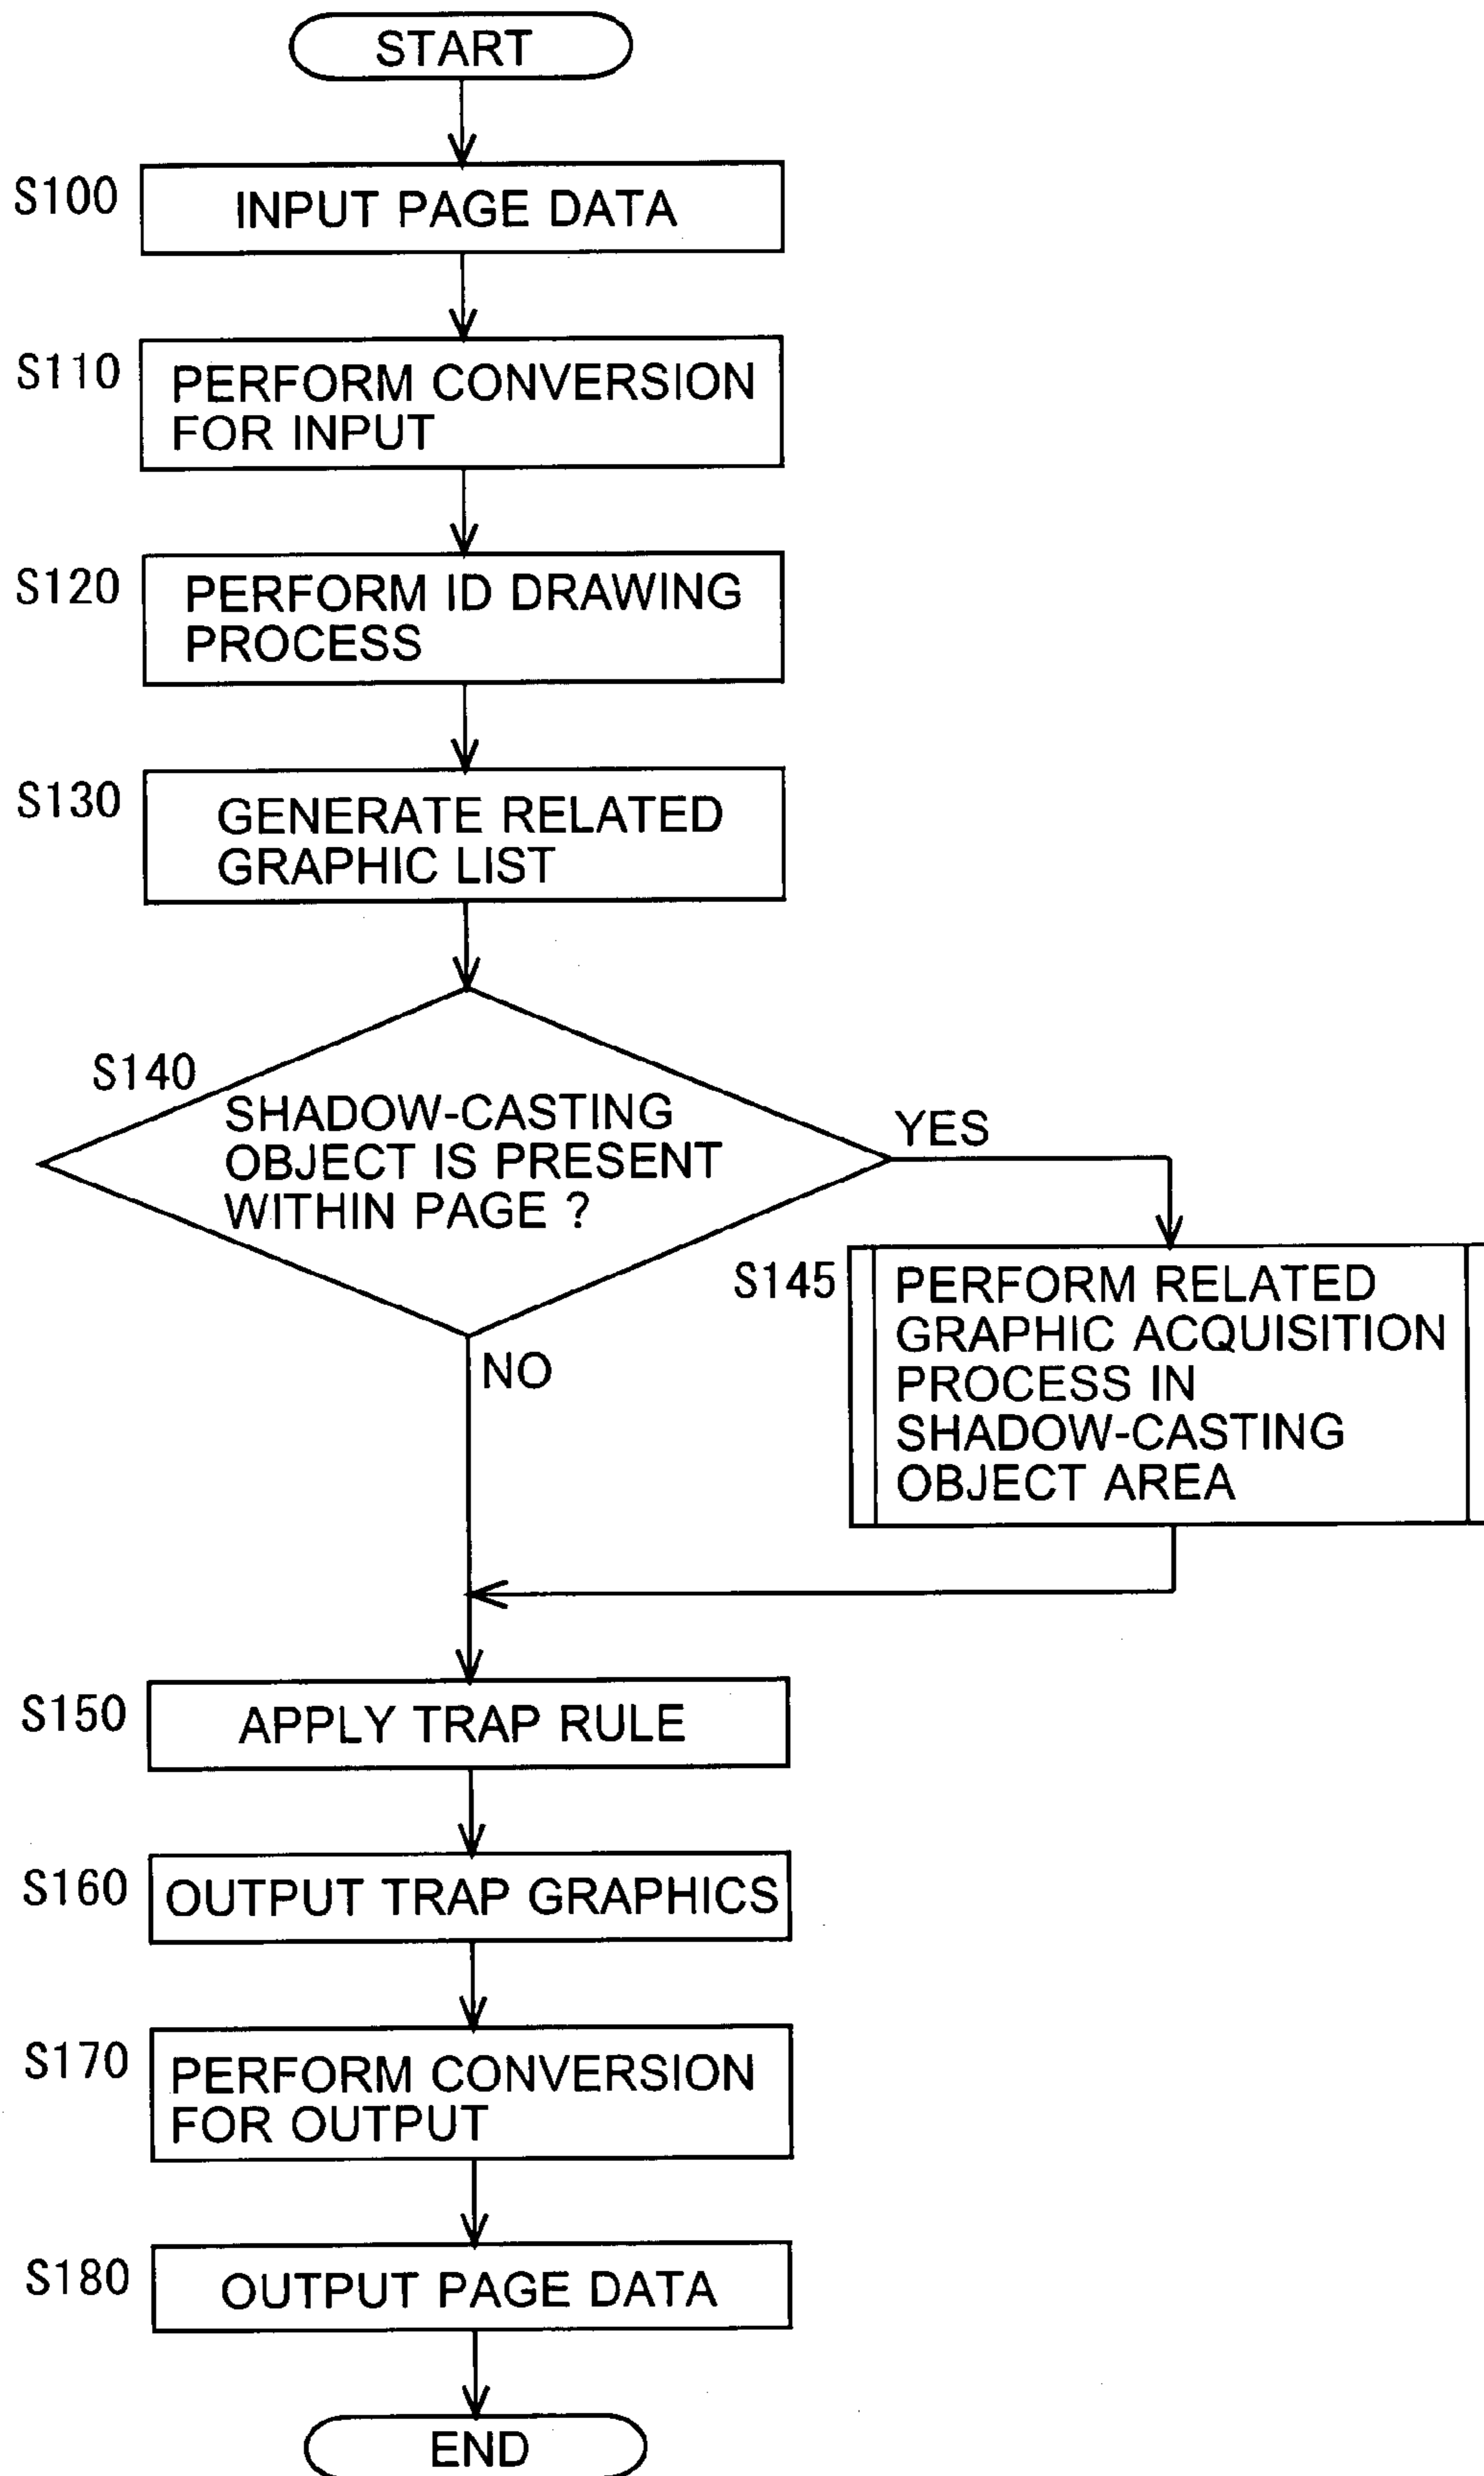 START
S100
INPUT PAGE DATA
S110
PERFORM CONVERSION
FOR INPUT
S120
PERFORM ID DRAWING
PROCESS
S130
GENERATE RELATED
GRAPHIC LIST
S140
SHADOW-CASTING
OBJECT IS PRESENT
WITHIN PAGE ?
YES
NO
S145
PERFORM RELATED
GRAPHIC ACQUISITION
PROCESS IN
SHADOW-CASTING
OBJECT AREA
S150
APPLY TRAP RULE
S160
OUTPUT TRAP GRAPHICS
S170
PERFORM CONVERSION
FOR OUTPUT
S180
OUTPUT PAGE DATA
END